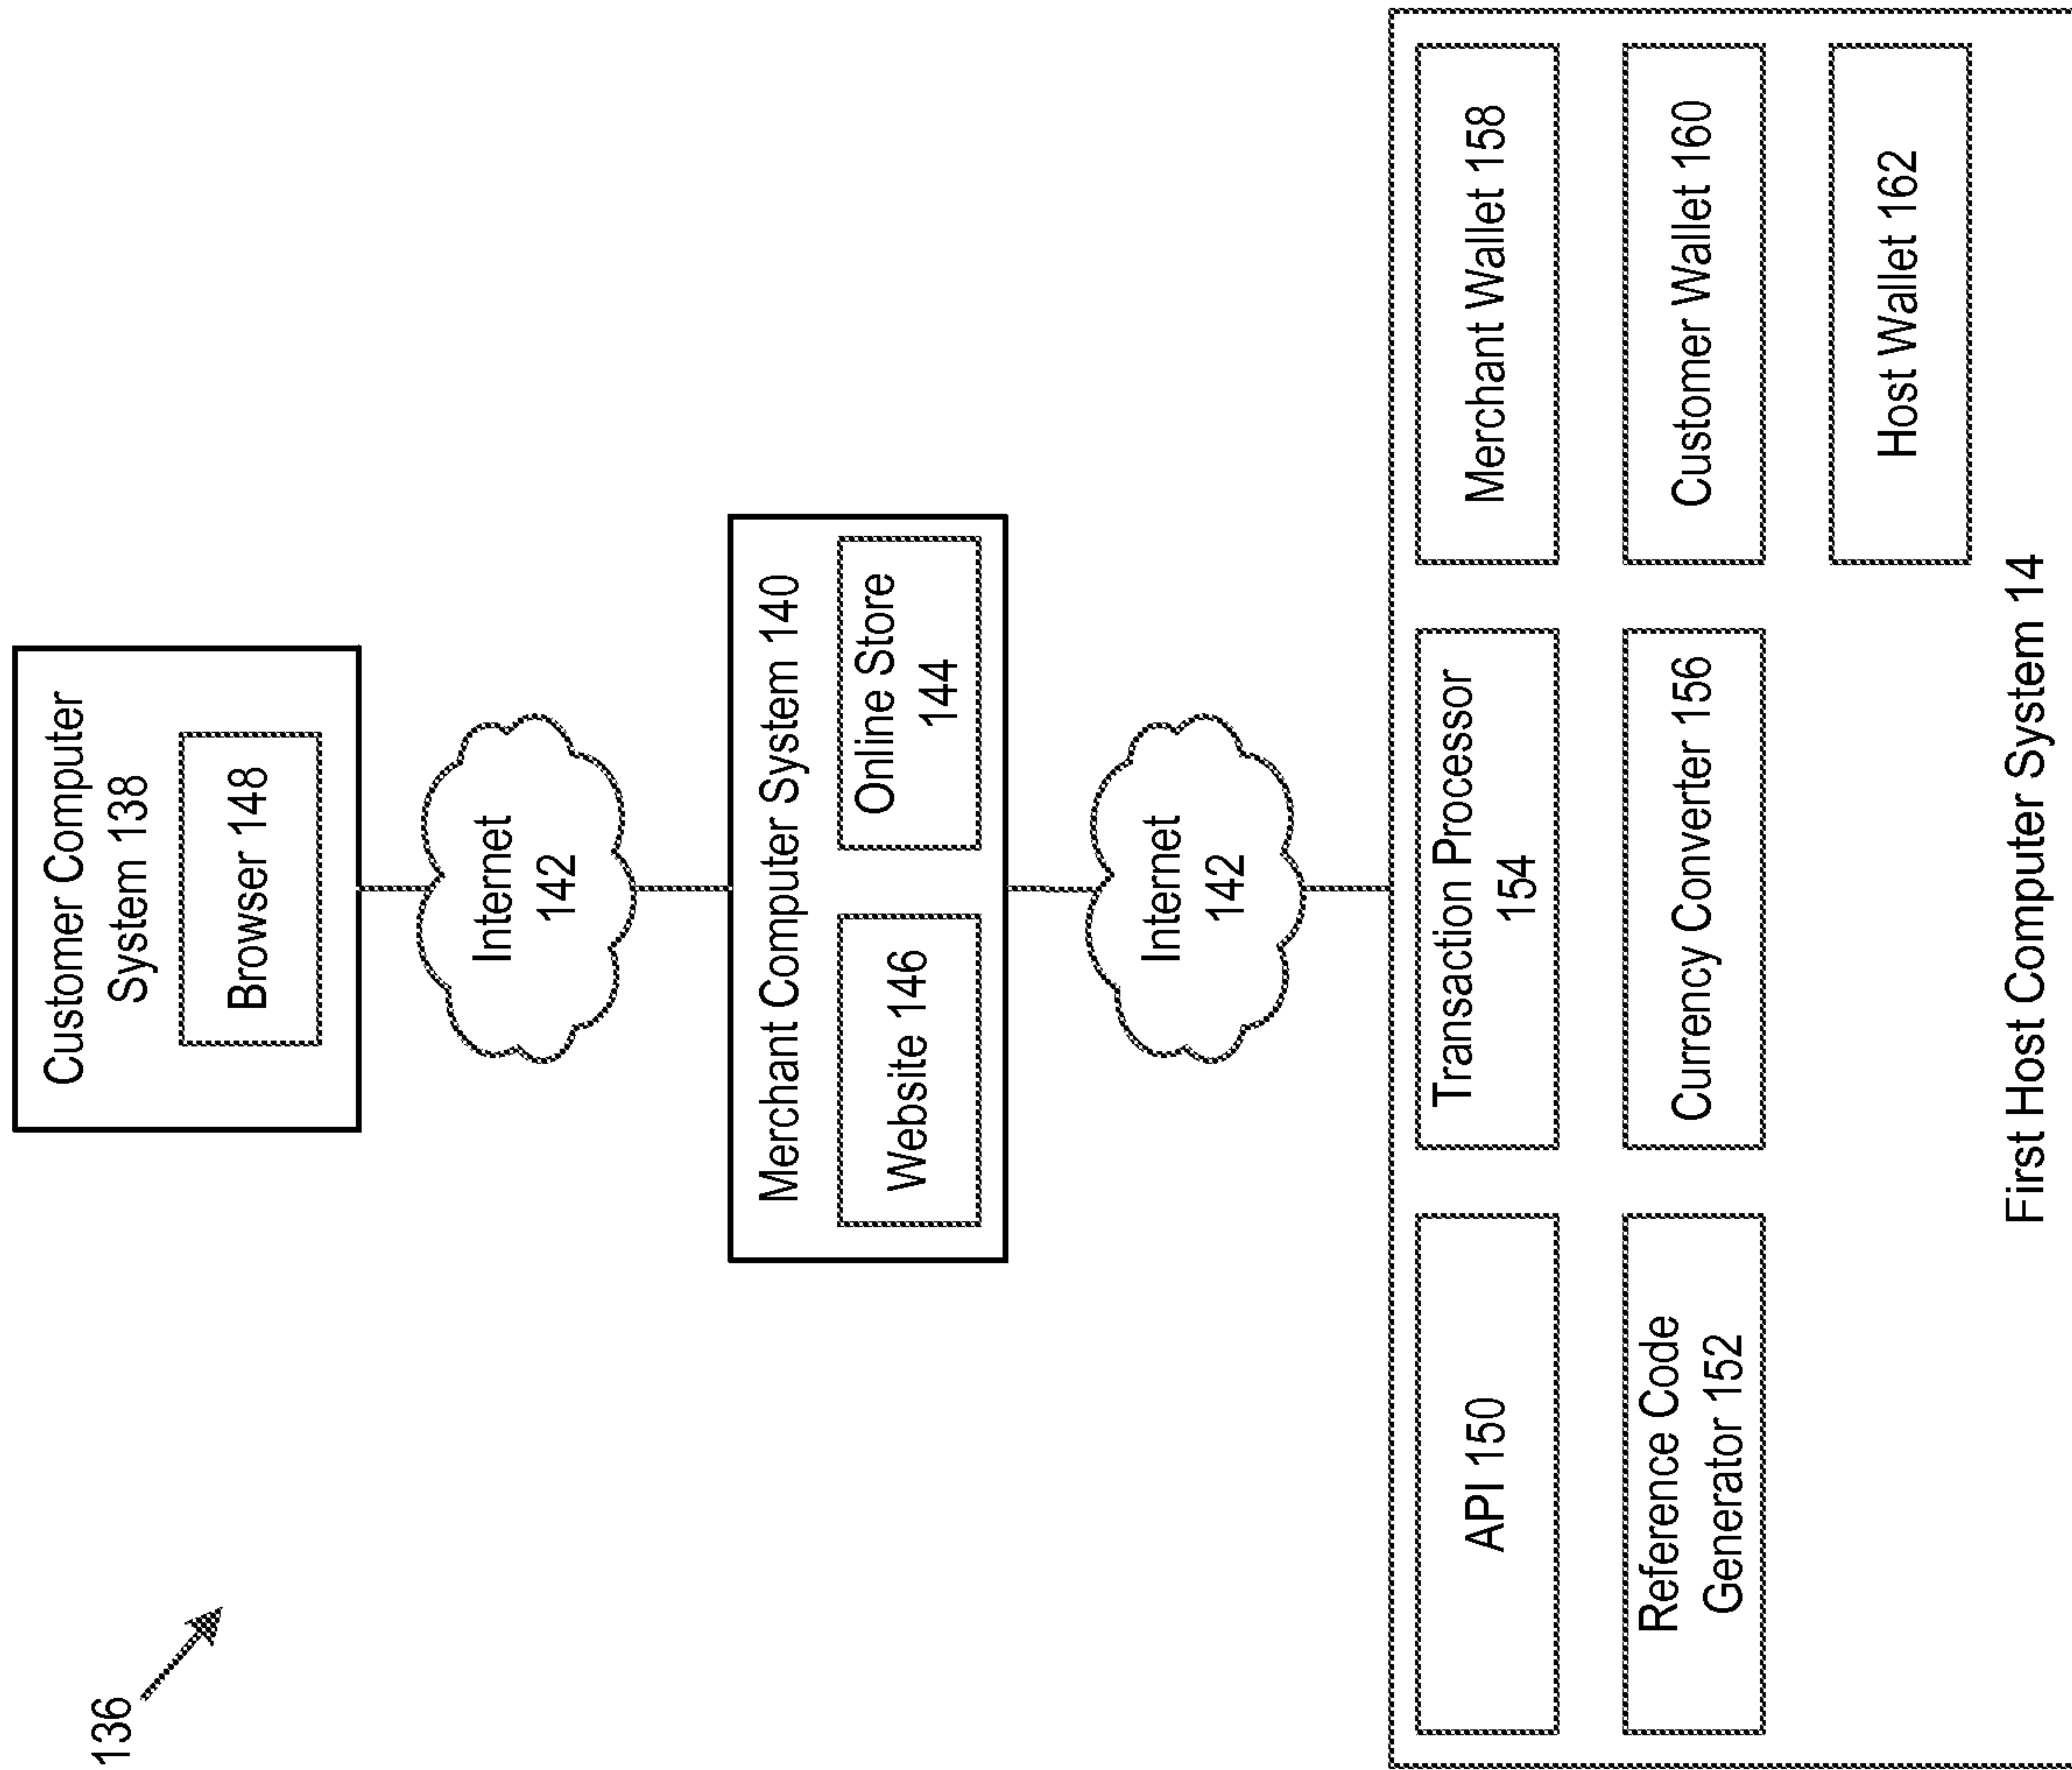 136
Customer Computer
System 138
Browser 148
Internet
142
Merchant Computer System 140
Website 146
Online Store
144
Internet
142
API 150
Transaction Processor
154
Merchant Wallet 158
Reference Code
Generator 152
Currency Converter 156
Customer Wallet 160
Host Wallet 162
First Host Computer System 14